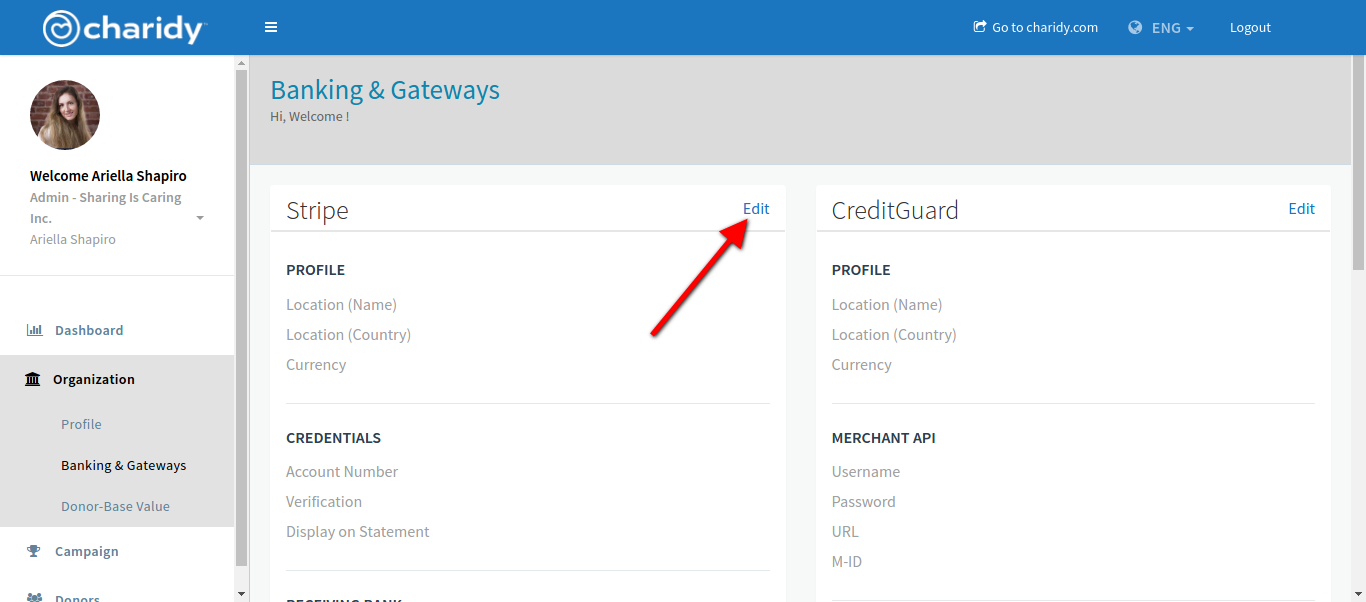 charidy
Go to charidy.com
ENG
Logout
Welcome Ariella Shapiro
Admin - Sharing Is Caring
Inc.
Ariella Shapiro
Dashboard
Organization
Profile
Banking & Gateways
Donor-Base Value
Campaign
Donors
Banking & Gateways
Hi, Welcome !
Stripe
Edit
PROFILE
Location (Name)
Location (Country)
Currency
CREDENTIALS
Account Number
Verification
Display on Statement
RECEIVING BANK
CreditGuard
Edit
PROFILE
Location (Name)
Location (Country)
Currency
MERCHANT API
Username
Password
URL
M-ID